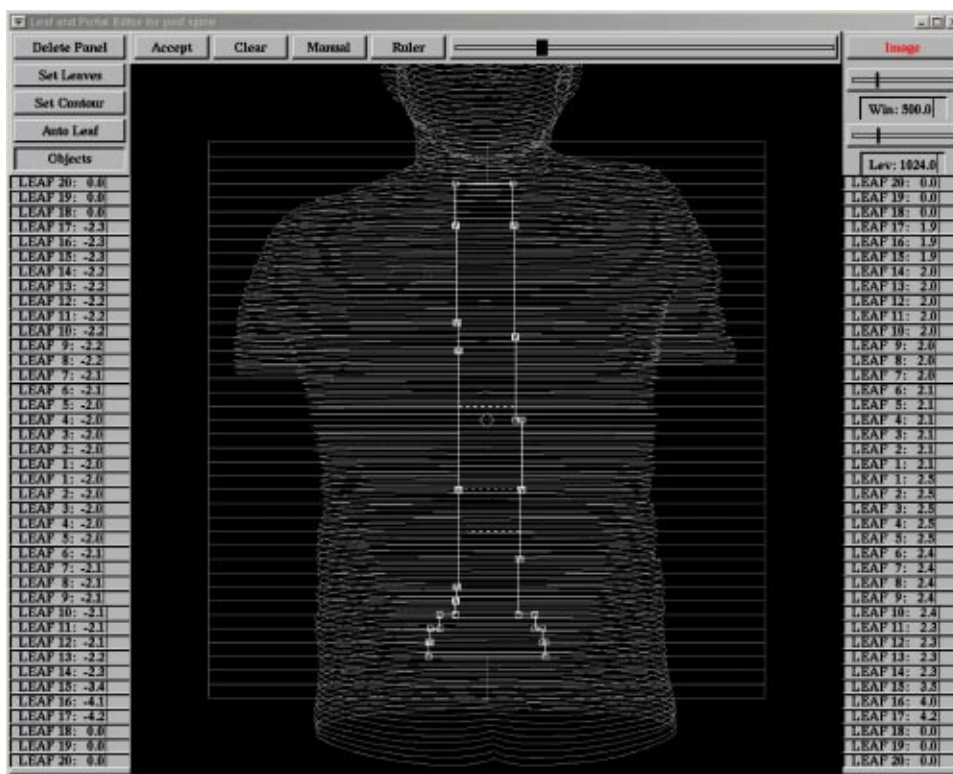 Leaf and Portal Editor for post spine
Delete Panel
Accept
Clear
Manual
Ruler
Image
Set Leaves
Set Contour
Auto Leaf
Objects
Win: 500.0
Lev: 1024.0
LEAF 20: 0.0
LEAF 19: 0.0
LEAF 18: 0.0
LEAF 17: -2.3
LEAF 16: -2.3
LEAF 15: -2.3
LEAF 14: -2.2
LEAF 13: -2.2
LEAF 12: -2.2
LEAF 11: -2.2
LEAF 10: -2.2
LEAF 9: -2.2
LEAF 8: -2.2
LEAF 7: -2.1
LEAF 6: -2.1
LEAF 5: -2.0
LEAF 4: -2.0
LEAF 3: -2.0
LEAF 2: -2.0
LEAF 1: -2.0
LEAF 1: -2.0
LEAF 2: -2.0
LEAF 3: -2.0
LEAF 4: -2.0
LEAF 5: -2.0
LEAF 6: -2.1
LEAF 7: -2.1
LEAF 8: -2.1
LEAF 9: -2.1
LEAF 10: -2.1
LEAF 11: -2.1
LEAF 12: -2.1
LEAF 13: -2.2
LEAF 14: -2.3
LEAF 15: -3.4
LEAF 16: -4.1
LEAF 17: -4.2
LEAF 18: 0.0
LEAF 19: 0.0
LEAF 20: 0.0
LEAF 20: 0.0
LEAF 19: 0.0
LEAF 18: 0.0
LEAF 17: 1.9
LEAF 16: 1.9
LEAF 15: 1.9
LEAF 14: 2.0
LEAF 13: 2.0
LEAF 12: 2.0
LEAF 11: 2.0
LEAF 10: 2.0
LEAF 9: 2.0
LEAF 8: 2.0
LEAF 7: 2.0
LEAF 6: 2.1
LEAF 5: 2.1
LEAF 4: 2.1
LEAF 3: 2.1
LEAF 2: 2.1
LEAF 1: 2.1
LEAF 1: 2.5
LEAF 2: 2.5
LEAF 3: 2.5
LEAF 4: 2.5
LEAF 5: 2.5
LEAF 6: 2.4
LEAF 7: 2.4
LEAF 8: 2.4
LEAF 9: 2.4
LEAF 10: 2.4
LEAF 11: 2.3
LEAF 12: 2.3
LEAF 13: 2.3
LEAF 14: 2.3
LEAF 15: 3.5
LEAF 16: 4.0
LEAF 17: 4.2
LEAF 18: 0.0
LEAF 19: 0.0
LEAF 20: 0.0